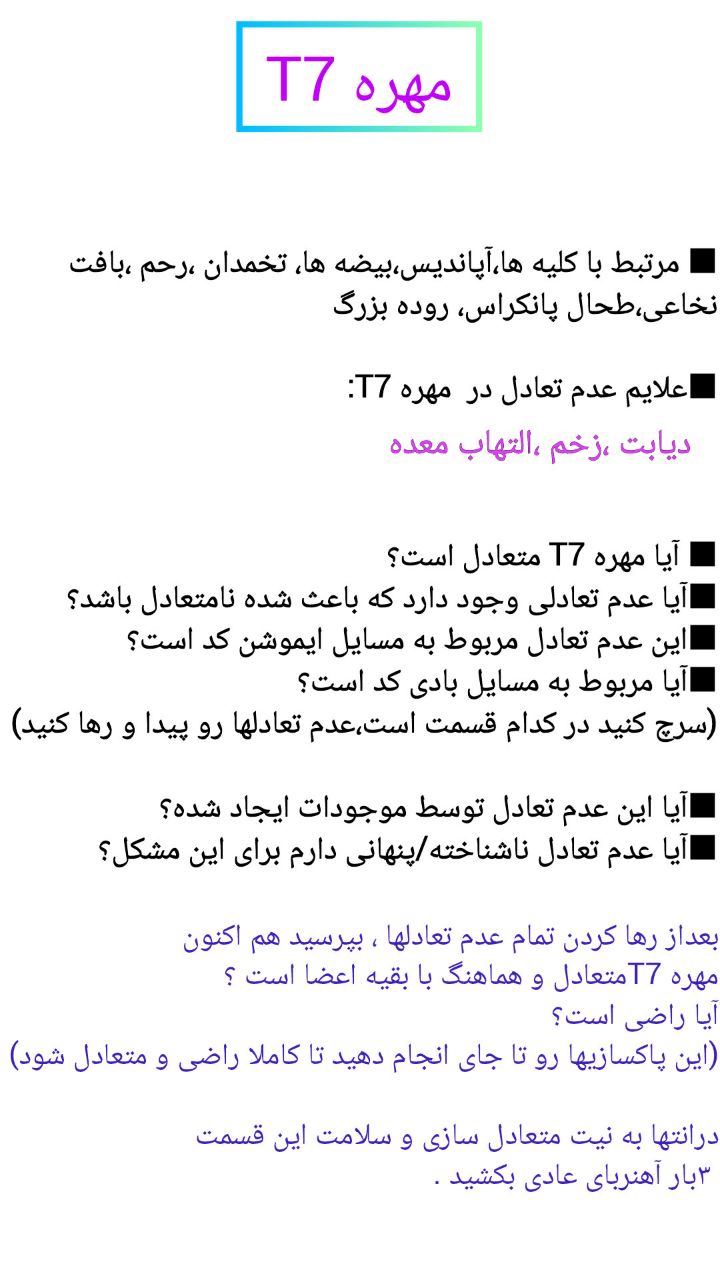 مهره T7
■ مرتبط با کلیه ها،آپاندیس،بیضه ها، تخمدان ،رحم ،بافت
نخاعی،طحال پانکراس، روده بزرگ
■علایم عدم تعادل در مهره T7:
دیابت ،زخم ،التهاب معده
■ آیا مهره T7 متعادل است؟
■آیا عدم تعادلی وجود دارد که باعث شده نامتعادل باشد؟
■این عدم تعادل مربوط به مسایل ایموشن کد است؟
■آیا مربوط به مسایل بادی کد است؟
(سرچ کنید در کدام قسمت است،عدم تعادلها رو پیدا و رها کنید)
■آیا این عدم تعادل توسط موجودات ایجاد شده؟
■آیا عدم تعادل ناشناخته/پنهانی دارم برای این مشکل؟
بعداز رها کردن تمام عدم تعادلها ، بپرسید هم اکنون
مهره T7متعادل و هماهنگ با بقیه اعضا است ؟
آیا راضی است؟
(این پاکسازیها رو تا جای انجام دهید تا کاملا راضی و متعادل شود)
درانتها به نیت متعادل سازی و سلامت این قسمت
۳بار آهنربای عادی بکشید .